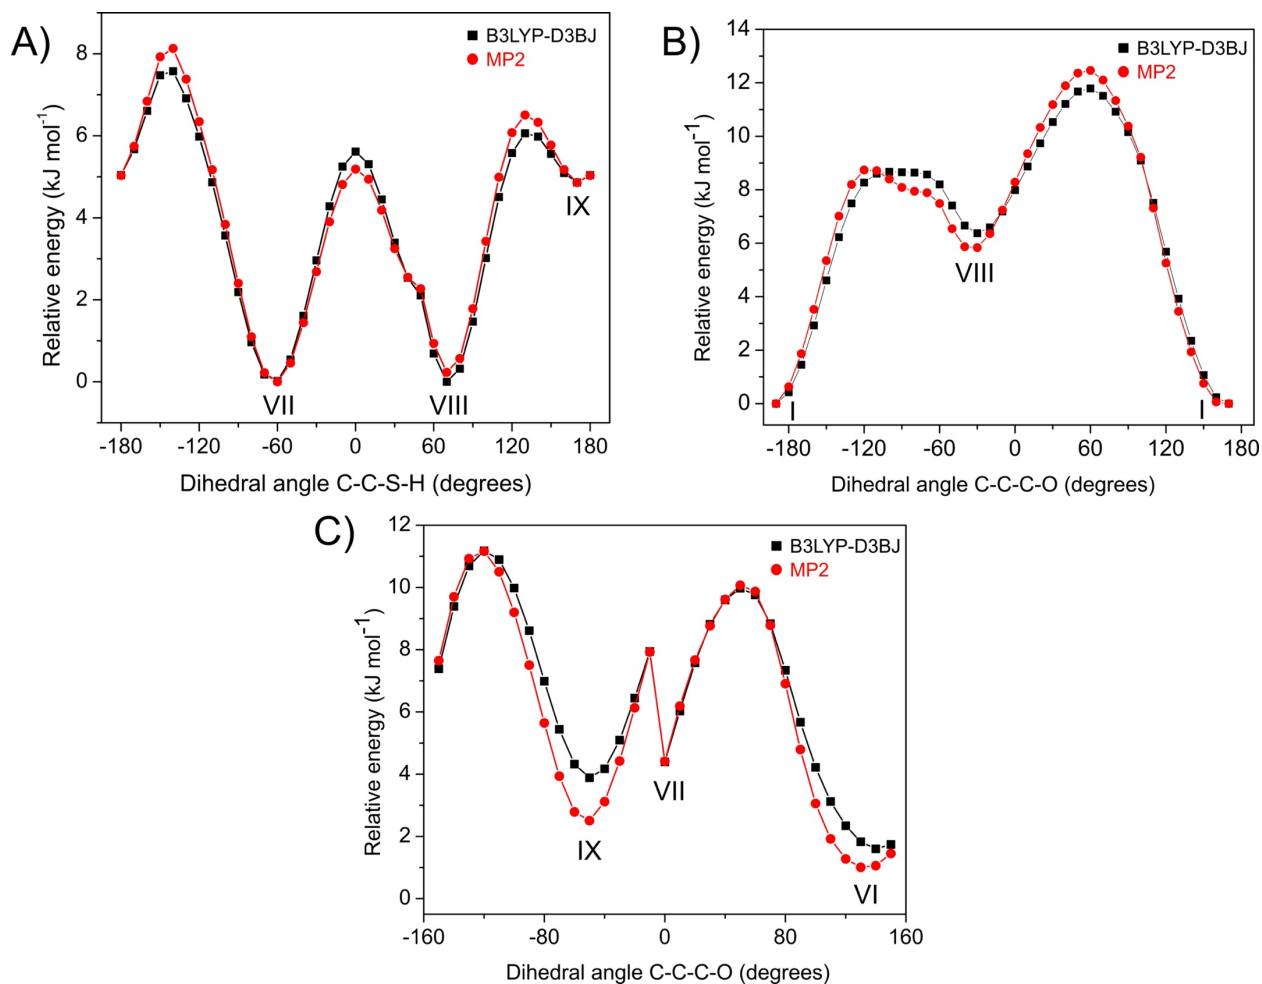 A)
B3LYP-D3BJ
MP2
Relative energy (kJ mol-1)
8
6
4
2
0
VII
VIII
IX
-180 -120 -60 0 60 120 180
Dihedral angle C-C-S-H (degrees)
B)
B3LYP-D3BJ
MP2
Relative energy (kJ mol-1)
14
12
10
8
6
4
2
0
VIII
I
I
-180 -120 -60 0 60 120 180
Dihedral angle C-C-C-O (degrees)
C)
B3LYP-D3BJ
MP2
Relative energy (kJ mol-1)
12
10
8
6
4
2
0
IX
VII
VI
-160 -80 0 80 160
Dihedral angle C-C-C-O (degrees)